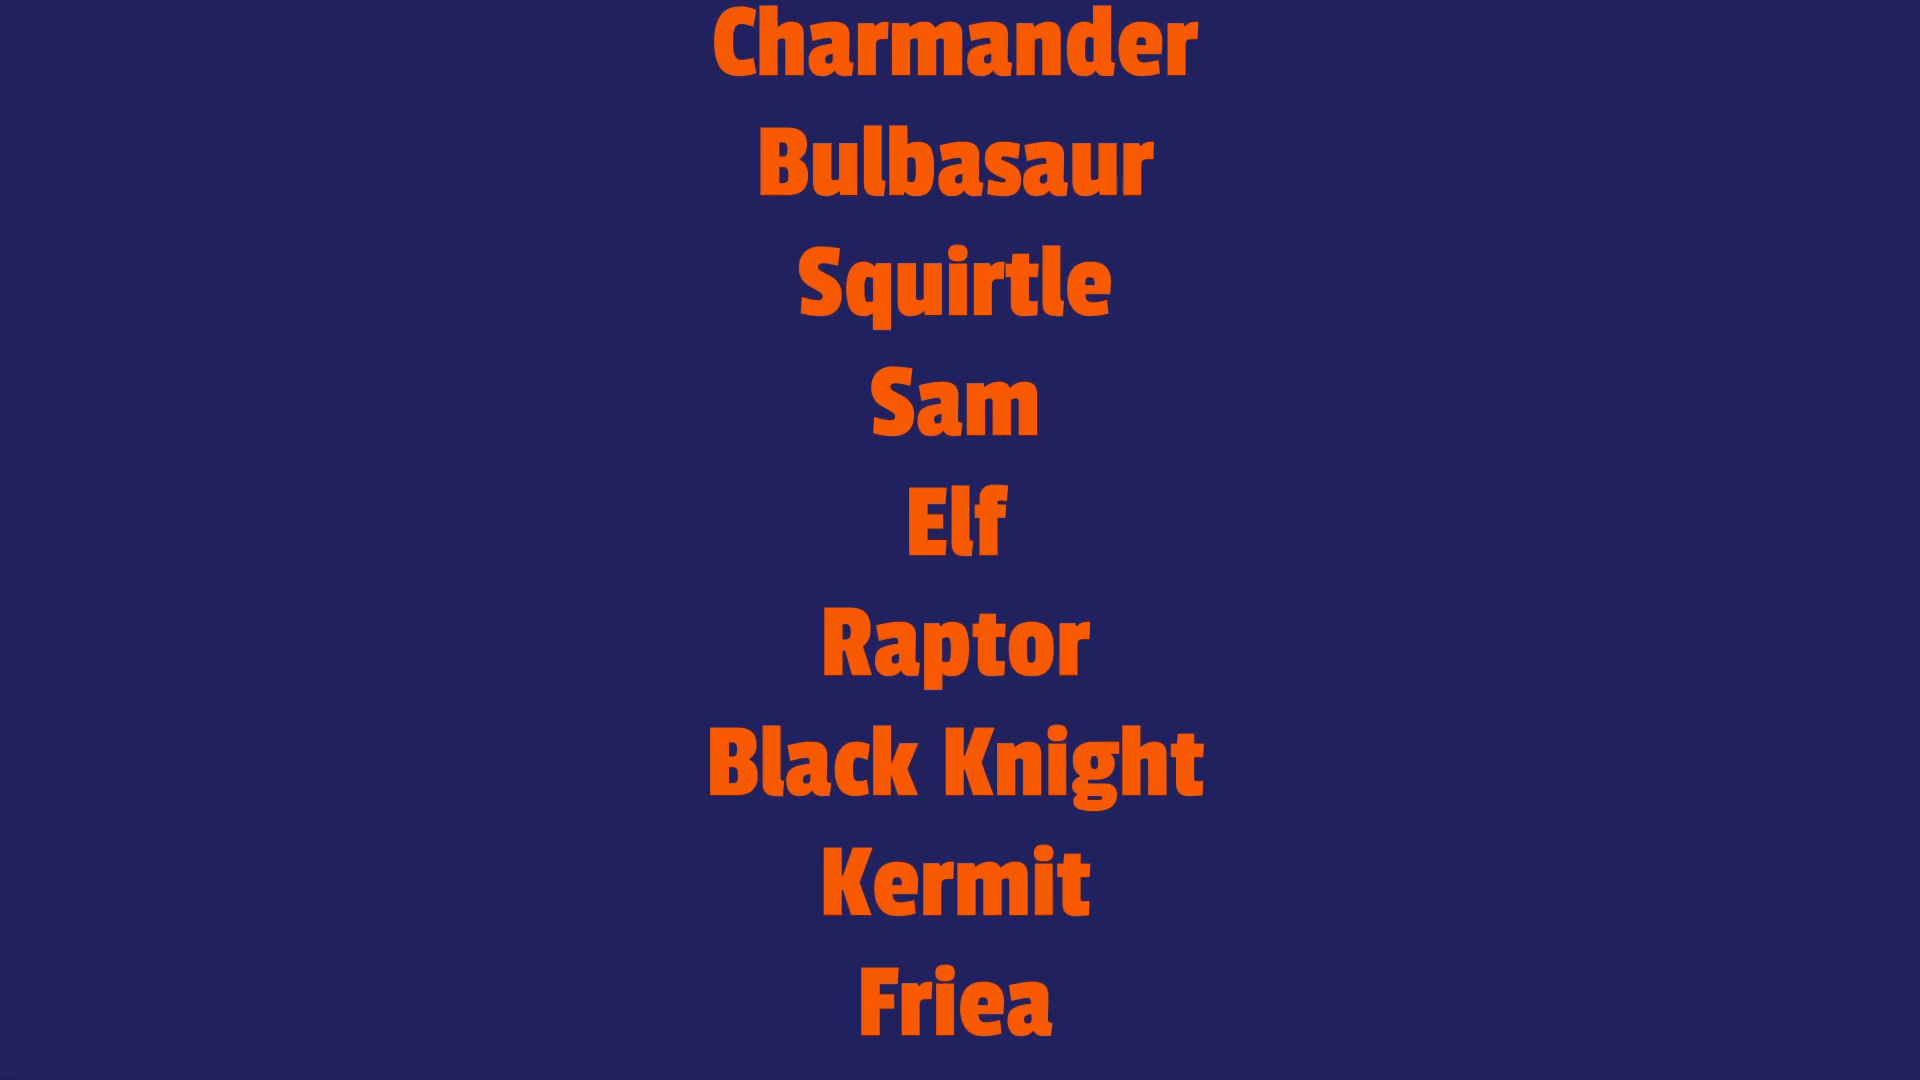 Charmander
Bulbasaur
Squirtle
Sam
Elf
Raptor
Black Knight
Kermit
Friea